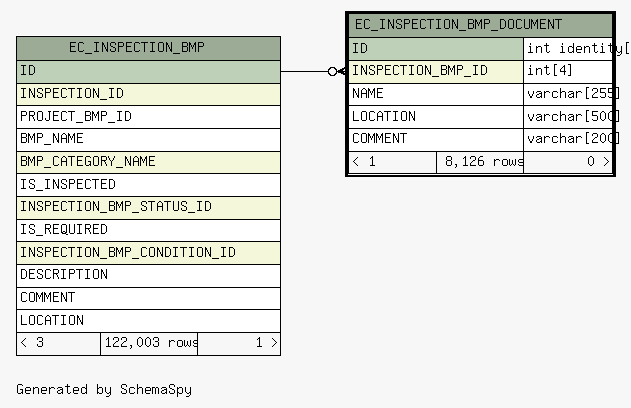 EC_INSPECTION_BMP
ID
INSPECTION_ID
PROJECT_BMP_ID
BMP_NAME
BMP_CATEGORY_NAME
IS_INSPECTED
INSPECTION_BMP_STATUS_ID
IS_REQUIRED
INSPECTION_BMP_CONDITION_ID
DESCRIPTION
COMMENT
LOCATION
< 3 122,003 rows 1 >
EC_INSPECTION_BMP_DOCUMENT
ID int identity[
INSPECTION_BMP_ID int[4]
NAME varchar[255]
LOCATION varchar[500]
COMMENT varchar[200]
< 1 8,126 rows 0 >
Generated by SchemaSpy